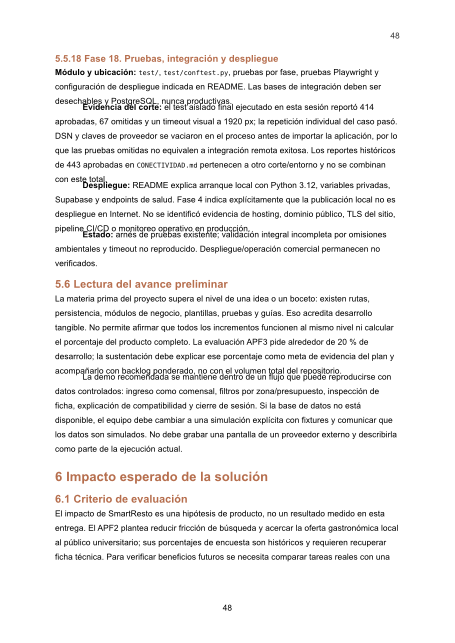 48
5.5.18 Fase 18. Pruebas, integración y despliegue
Módulo y ubicación: test/, test/conftest.py, pruebas por fase, pruebas Playwright y
configuración de despliegue indicada en README. Las bases de integración deben ser
desechables y PostgreSQL, nunca productivas.
Evidencia del corte: el test aislado final ejecutado en esta sesión reportó 414
aprobadas, 67 omitidas y un timeout visual a 1920 px; la repetición individual del caso pasó.
DSN y claves de proveedor se vaciaron en el proceso antes de importar la aplicación, por lo
que las pruebas omitidas no equivalen a integración remota exitosa. Los reportes históricos
de 443 aprobadas en CONECTIVIDAD.md pertenecen a otro corte/entorno y no se combinan
con este total.
Despliegue: README explica arranque local con Python 3.12, variables privadas,
Supabase y endpoints de salud. Fase 4 indica explícitamente que la publicación local no es
despliegue en Internet. No se identificó evidencia de hosting, dominio público, TLS del sitio,
pipeline CI/CD o monitoreo operativo en producción.
Estado: arnés de pruebas existente; validación integral incompleta por omisiones
ambientales y timeout no reproducido. Despliegue/operación comercial permanecen no
verificados.
5.6 Lectura del avance preliminar
La materia prima del proyecto supera el nivel de una idea o un boceto: existen rutas,
persistencia, módulos de negocio, plantillas, pruebas y guías. Eso acredita desarrollo
tangible. No permite afirmar que todos los incrementos funcionen al mismo nivel ni calcular
el porcentaje del producto completo. La evaluación APF3 pide alrededor de 20 % de
desarrollo; la sustentación debe explicar ese porcentaje como meta de evidencia del plan y
acompañarlo con backlog ponderado, no con el volumen total del repositorio.
La demo recomendada se mantiene dentro de un flujo que puede reproducirse con
datos controlados: ingreso como comensal, filtros por zona/presupuesto, inspección de
ficha, explicación de compatibilidad y cierre de sesión. Si la base de datos no está
disponible, el equipo debe cambiar a una simulación explícita con fixtures y comunicar que
los datos son simulados. No debe grabar una pantalla de un proveedor externo y describirla
como parte de la ejecución actual.
6 Impacto esperado de la solución
6.1 Criterio de evaluación
El impacto de SmartResto es una hipótesis de producto, no un resultado medido en esta
entrega. El APF2 plantea reducir fricción de búsqueda y acercar la oferta gastronómica local
al público universitario; sus porcentajes de encuesta son históricos y requieren recuperar
ficha técnica. Para verificar beneficios futuros se necesita comparar tareas reales con una
48